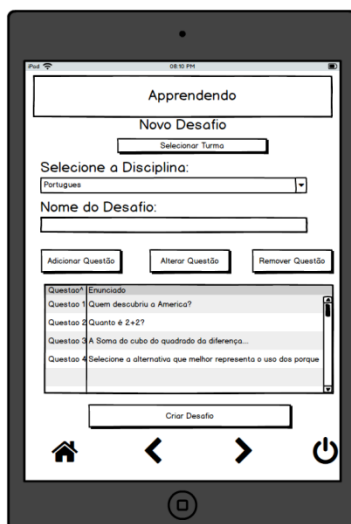 iPad 08:10 PM
Apprendendo
Novo Desafio
Selecionar Turma
Selecione a Disciplina:
Portugues
Nome do Desafio:
Adicionar Questão Alterar Questão Remover Questão
Questao^ Enunciado
Questao 1 Quem descubriu a America?
Questao 2 Quanto é 2+2?
Questao 3 A Soma do cubo do quadrado da diferença...
Questao 4 Selecione a alternativa que melhor representa o uso dos porque
Criar Desafio